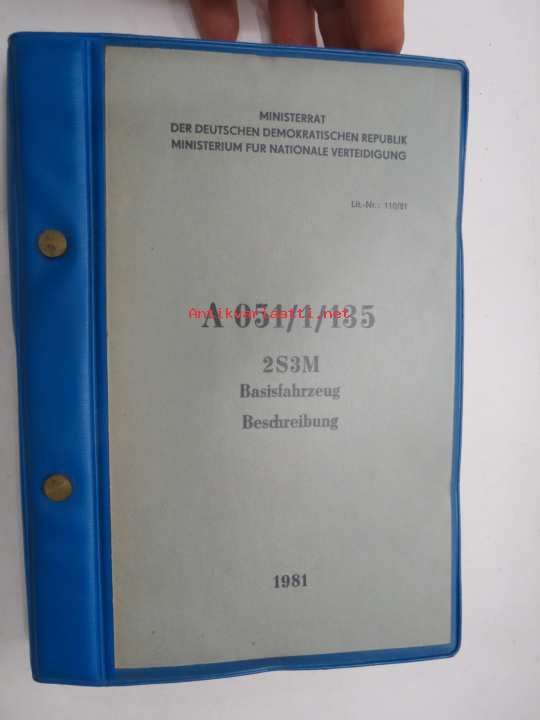 MINISTERRAT
DER DEUTSCHEN DEMOKRATISCHEN REPUBLIK
MINISTERIUM FUR NATIONALE VERTEIDIGUNG
Lit.-Nr.: 110/81
A 051/1/135
Antikvariaatti.net
2S3M
Basisfahrzeug
Beschreibung
1981